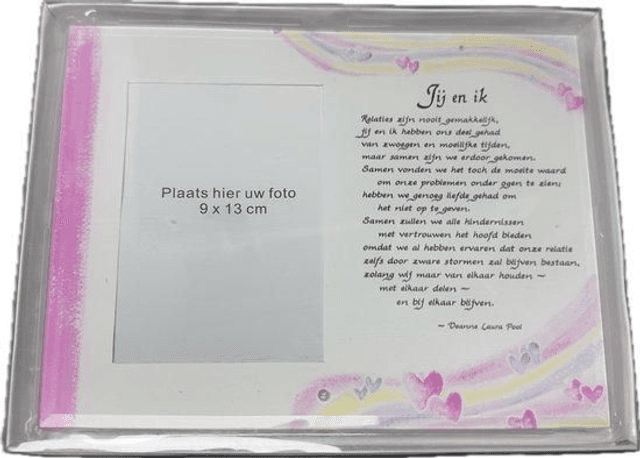 Plaats hier uw foto
9 x 13 cm
Jij en ik
Relaties zijn nooit gemakkelijk,
jij en ik hebben ons deel gehad
van zwoegen en moeilijke tijden,
maar samen zijn we erdoor gekomen.
Samen vonden we het toch de moeite waard
om onze problemen onder ogen te zien;
hebben we genoeg liefde gehad om
het niet op te geven.
Samen zullen we alle hindernissen
met vertrouwen het hoofd bieden
omdat we al hebben ervaren dat onze relatie
zelfs door zware stormen zal blijven bestaan,
zolang wij maar van elkaar houden ~
met elkaar delen ~
en bij elkaar blijven.
~ Deanne Laura Pool